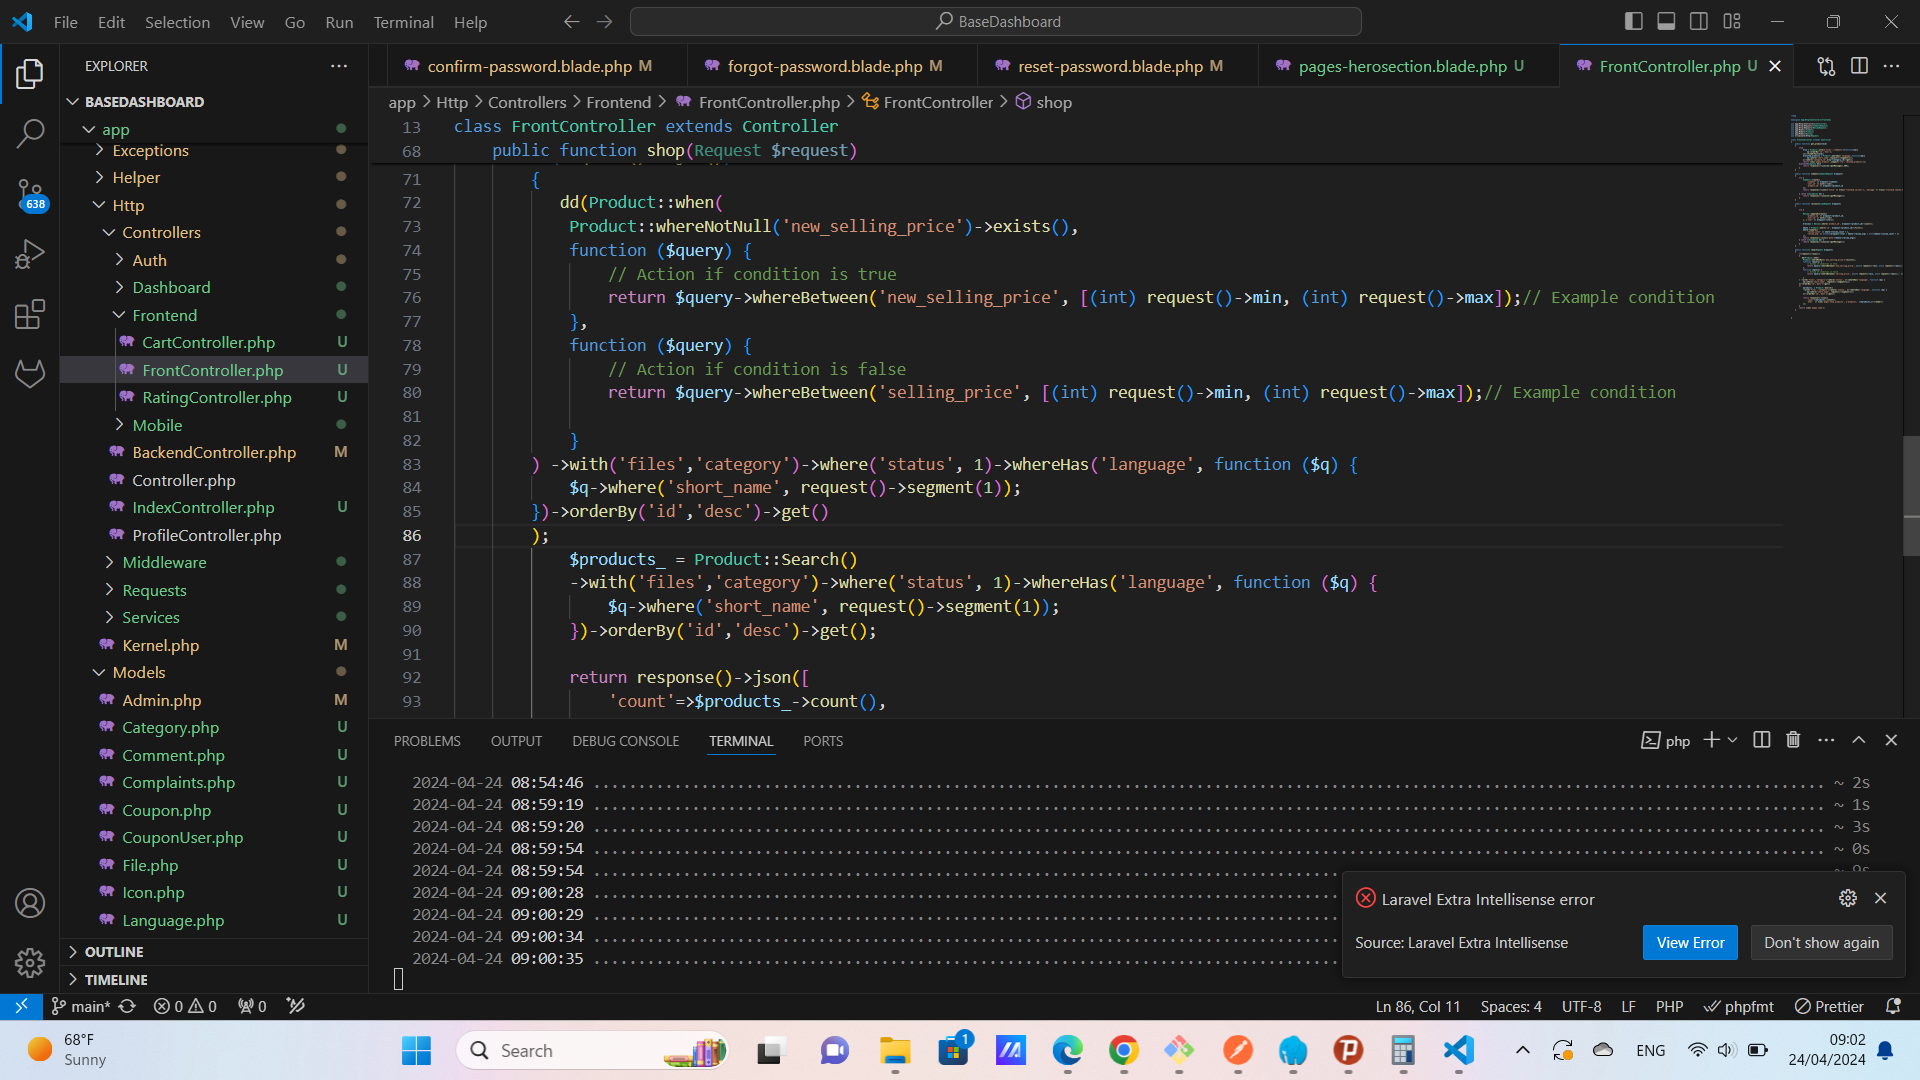 File Edit Selection View Go Run Terminal Help
BaseDashboard
EXPLORER
confirm-password.blade.php M
forgot-password.blade.php M
reset-password.blade.php M
pages-herosection.blade.php U
FrontController.php U
app > Http > Controllers > Frontend > FrontController.php > FrontController > shop
BASEDASHBOARD
app
Exceptions
Helper
Http
Controllers
Auth
Dashboard
Frontend
CartController.php U
FrontController.php U
RatingController.php U
Mobile
BackendController.php M
Controller.php
IndexController.php U
ProfileController.php
Middleware
Requests
Services
Kernel.php M
Models
Admin.php M
Category.php U
Comment.php U
Complaints.php U
Coupon.php U
CouponUser.php U
File.php U
Icon.php U
Language.php U
OUTLINE
TIMELINE
638
13 class FrontController extends Controller
68 public function shop(Request $request)
71 {
72 dd(Product::when(
73 Product::whereNotNull('new_selling_price')->exists(),
74 function ($query) {
75 // Action if condition is true
76 return $query->whereBetween('new_selling_price', [(int) request()->min, (int) request()->max]);// Example condition
77 },
78 function ($query) {
79 // Action if condition is false
80 return $query->whereBetween('selling_price', [(int) request()->min, (int) request()->max]);// Example condition
81
82 }
83 ) ->with('files','category')->where('status', 1)->whereHas('language', function ($q) {
84 $q->where('short_name', request()->segment(1));
85 })->orderBy('id','desc')->get()
86 );
87 $products_ = Product::Search()
88 ->with('files','category')->where('status', 1)->whereHas('language', function ($q) {
89 $q->where('short_name', request()->segment(1));
90 })->orderBy('id','desc')->get();
91
92 return response()->json([
93 'count'=>$products_->count(),
PROBLEMS OUTPUT DEBUG CONSOLE TERMINAL PORTS
php
2024-04-24 08:54:46 ~ 2s
2024-04-24 08:59:19 ~ 1s
2024-04-24 08:59:20 ~ 3s
2024-04-24 08:59:54 ~ 0s
2024-04-24 08:59:54
2024-04-24 09:00:28
2024-04-24 09:00:29
2024-04-24 09:00:34
2024-04-24 09:00:35
Laravel Extra Intellisense error
Source: Laravel Extra Intellisense
View Error
Don't show again
main* 0 0 0
Ln 86, Col 11 Spaces: 4 UTF-8 LF PHP phpfmt Prettier
68°F
Sunny
Search
1
ENG
09:02
24/04/2024